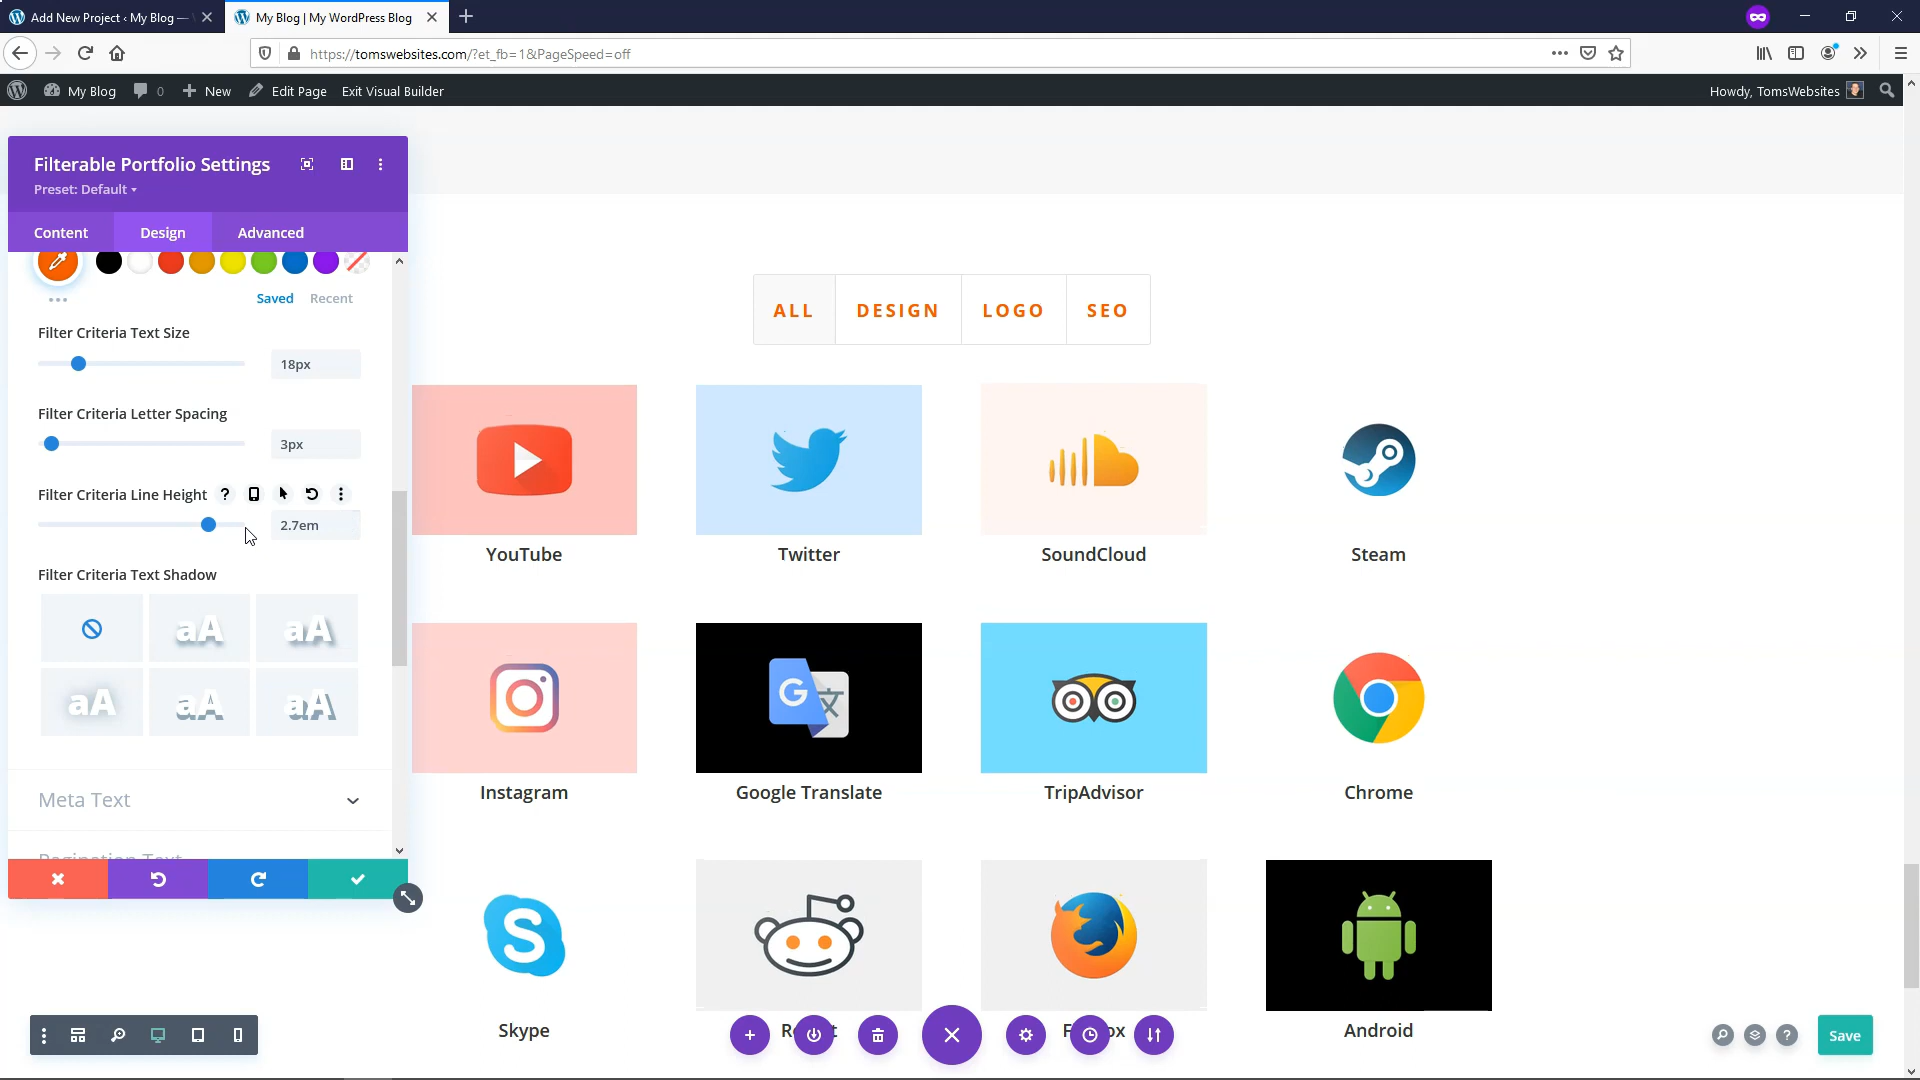 Add New Project ‹ My Blog —
My Blog | My WordPress Blog
https://tomswebsites.com/?et_fb=1&PageSpeed=off
My Blog
0
New
Edit Page
Exit Visual Builder
Howdy, TomsWebsites
Filterable Portfolio Settings
Preset: Default
Content
Design
Advanced
Saved
Recent
Filter Criteria Text Size
18px
Filter Criteria Letter Spacing
3px
Filter Criteria Line Height
2.7em
Filter Criteria Text Shadow
aA
aA
aA
aA
aA
Meta Text
Pagination Text
ALL
DESIGN
LOGO
SEO
YouTube
Twitter
SoundCloud
Steam
Instagram
Google Translate
TripAdvisor
Chrome
Skype
Android
Save